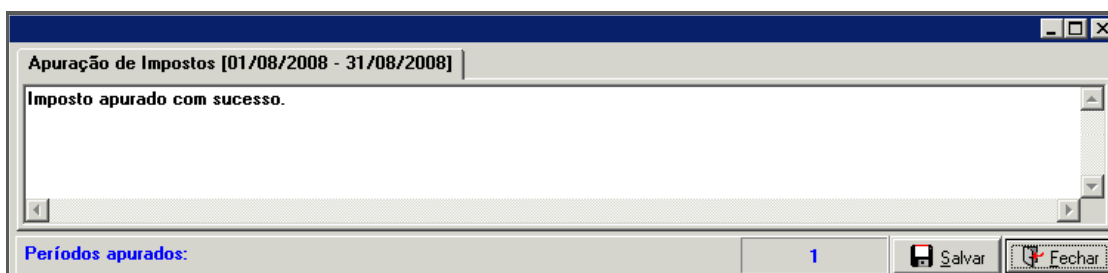 Apuração de Impostos [01/08/2008 - 31/08/2008]
Imposto apurado com sucesso.
Períodos apurados: 1 Salvar Fechar